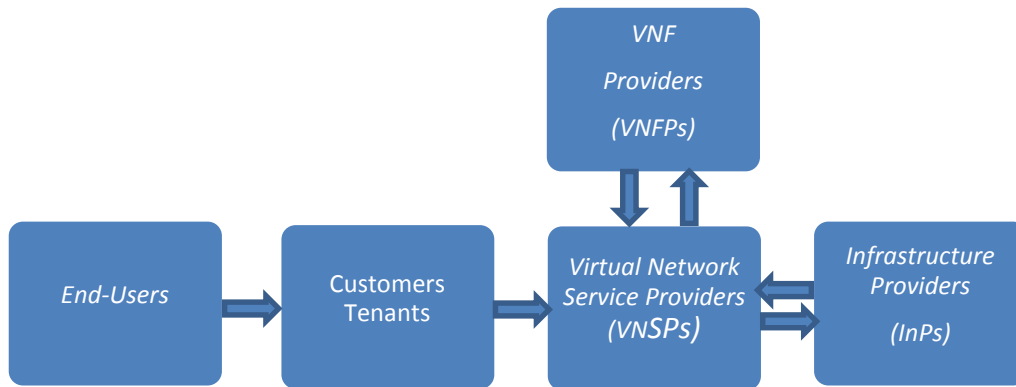 VNF
Providers
(VNFPs)
End-Users
Customers
Tenants
Virtual Network
Service Providers
(VNSPs)
Infrastructure
Providers
(InPs)